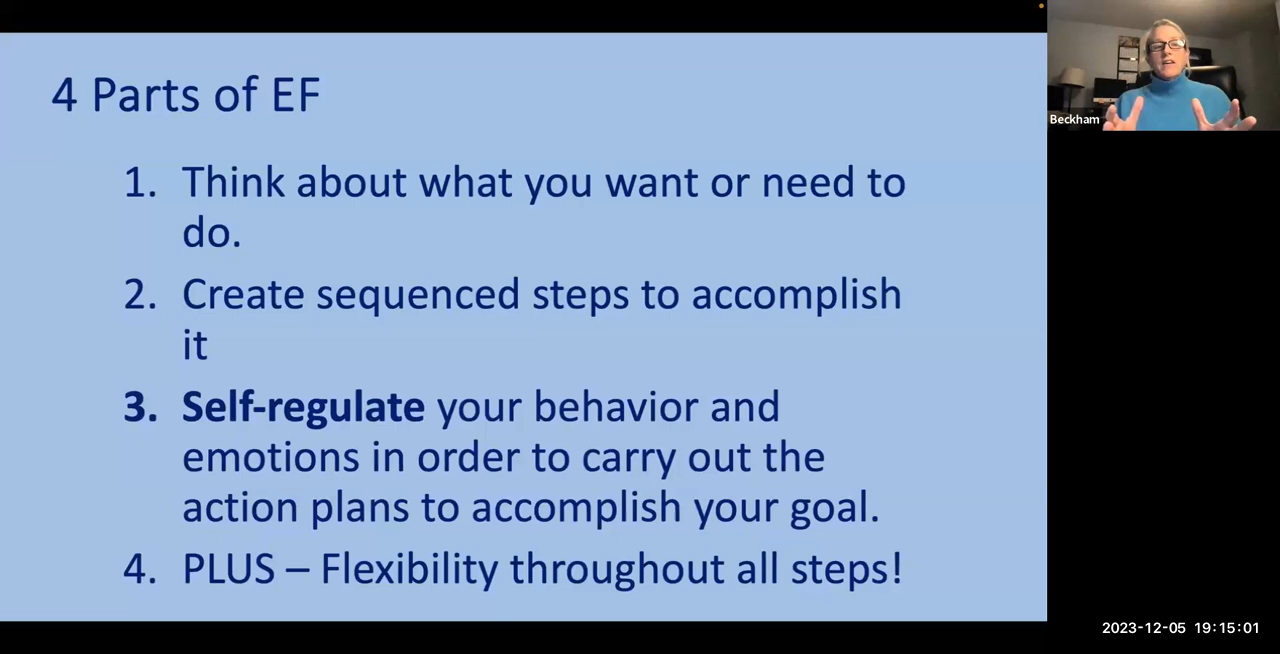 4 Parts of EF
1. Think about what you want or need to
do.
2. Create sequenced steps to accomplish
it
3. Self-regulate your behavior and
emotions in order to carry out the
action plans to accomplish your goal.
4. PLUS – Flexibility throughout all steps!
Beckham
2023-12-05 19:15:01